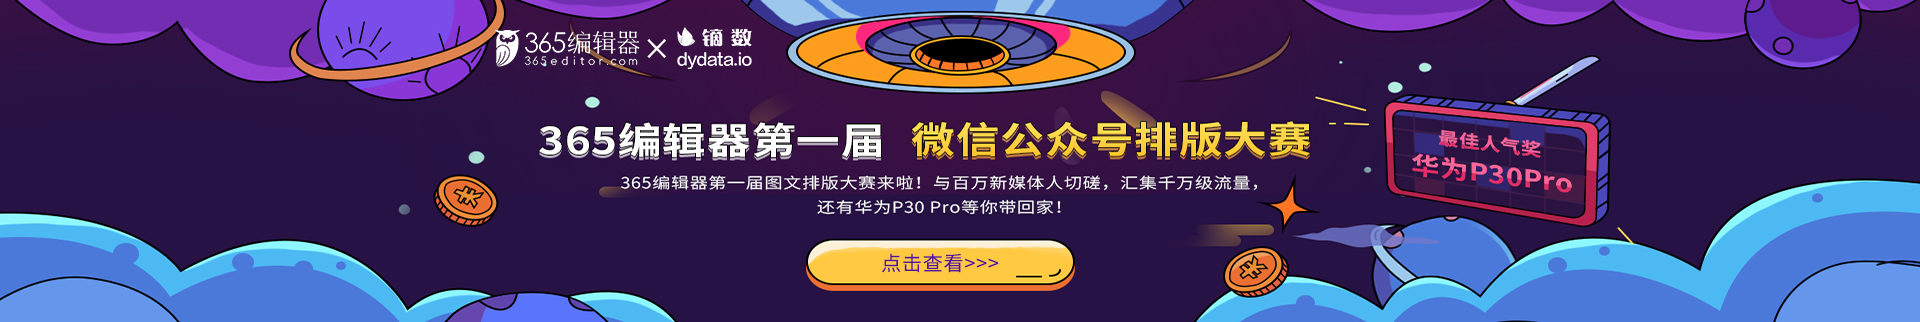 365编辑器
365editor.com
×
镝数
dydata.io
365编辑器第一届 微信公众号排版大赛
365编辑器第一届图文排版大赛来啦！与百万新媒体人切磋，汇集千万级流量，
还有华为P30 Pro等你带回家！
点击查看>>>
最佳人气奖
华为P30Pro